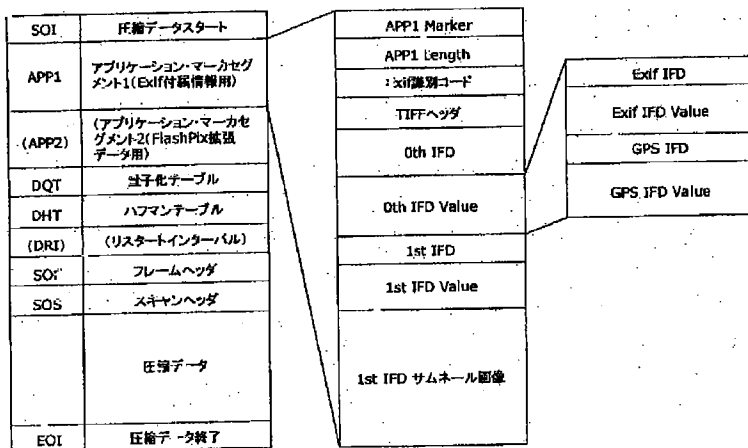 SOI
圧縮データスタート
APP1
アプリケーション・マーカセグ
メント1(Exif付属情報用)
(APP2)
(アプリケーション・マーカセ
グメント2(FlashPix拡張
データ用)
DQT
量子化テーブル
DHT
ハフマンテーブル
(DRI)
(リスタートインターバル)
SOF
フレームヘッダ
SOS
スキャンヘッダ
圧縮データ
EOI
圧縮データ終了
APP1 Marker
APP1 Length
Exif識別コード
TIFFヘッダ
0th IFD
0th IFD Value
1st IFD
1st IFD Value
1st IFD サムネール画像
Exif IFD
Exif IFD Value
GPS IFD
GPS IFD Value